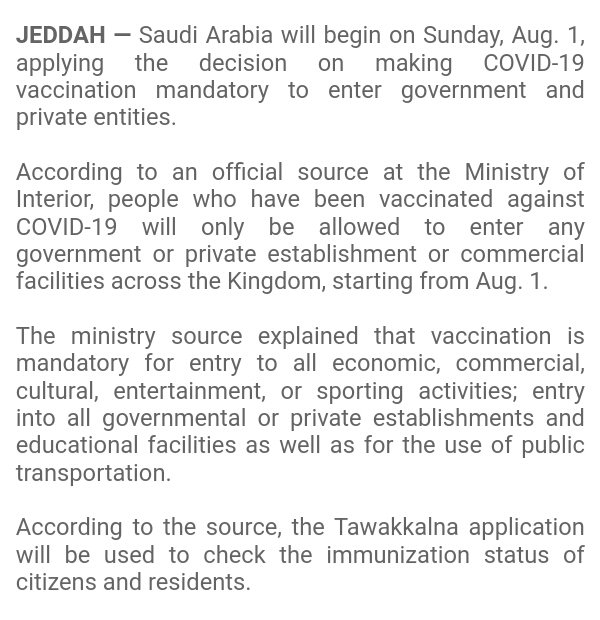 JEDDAH — Saudi Arabia will begin on Sunday, Aug. 1,
applying the decision on making COVID-19
vaccination mandatory to enter government and
private entities.
According to an official source at the Ministry of
Interior, people who have been vaccinated against
COVID-19 will only be allowed to enter any
government or private establishment or commercial
facilities across the Kingdom, starting from Aug. 1.
The ministry source explained that vaccination is
mandatory for entry to all economic, commercial,
cultural, entertainment, or sporting activities; entry
into all governmental or private establishments and
educational facilities as well as for the use of public
transportation.
According to the source, the Tawakkalna application
will be used to check the immunization status of
citizens and residents.